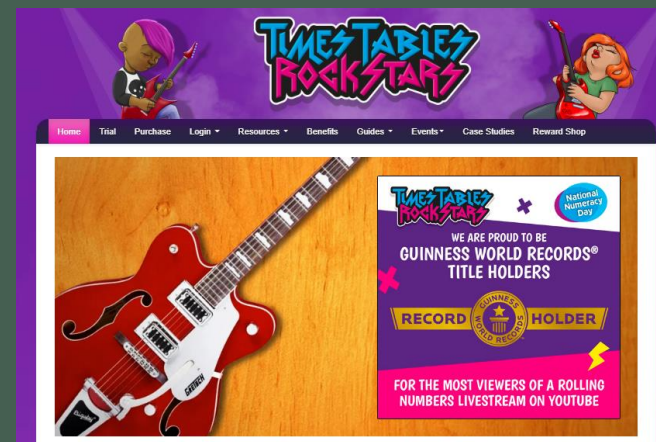 TIMES TABLES
ROCK STARS
Home Trial Purchase Login Resources Benefits Guides Events Case Studies Reward Shop
TIMES TABLES
ROCK STARS
National
Numeracy
Day
WE ARE PROUD TO BE
GUINNESS WORLD RECORDS®
TITLE HOLDERS
RECORD
GUINNESS
WORLD RECORDS
HOLDER
FOR THE MOST VIEWERS OF A ROLLING
NUMBERS LIVESTREAM ON YOUTUBE
GRETSCH
Bigsby